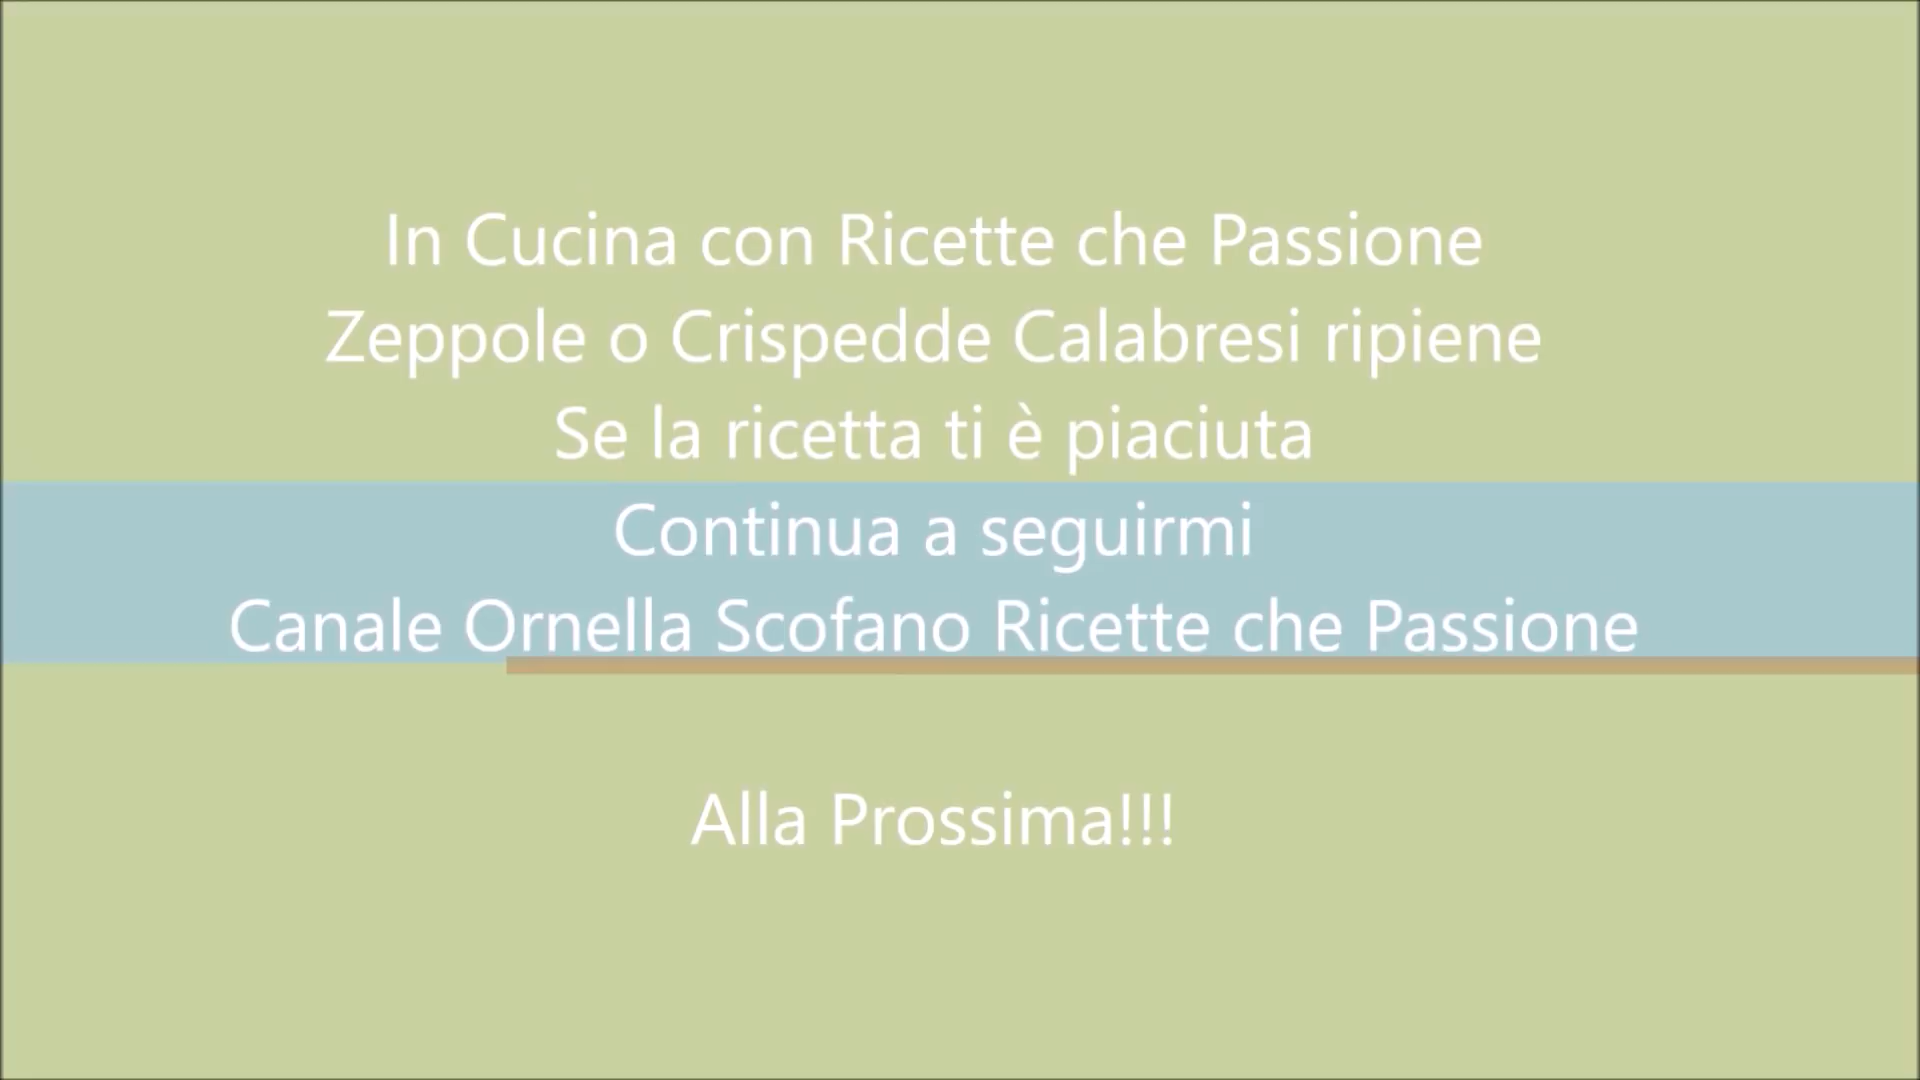 In Cucina con Ricette che Passione
Zeppole o Crispedde Calabresi ripiene
Se la ricetta ti è piaciuta
Continua a seguirmi
Canale Ornella Scofano Ricette che Passione
Alla Prossima!!!